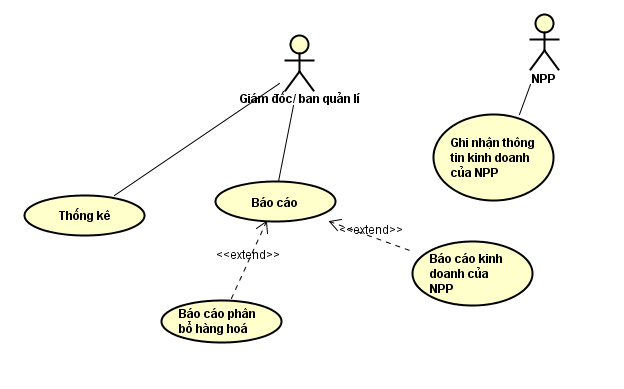 NPP
Giám đốc/ ban quản lí
Ghi nhận thông
tin kinh doanh
của NPP
Thống kê
Báo cáo
<<extend>>
<<extend>>
Báo cáo kinh
doanh của
NPP
Báo cáo phân
bổ hàng hoá